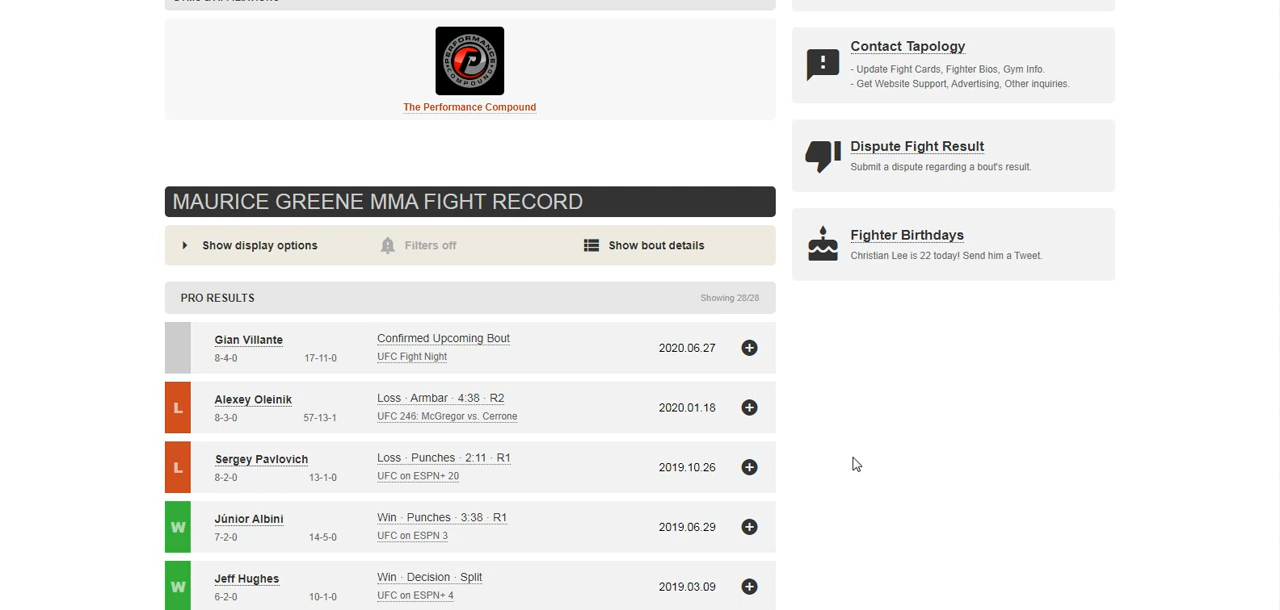 PERFORMANCE
COMPOUND
The Performance Compound
MAURICE GREENE MMA FIGHT RECORD
Show display options
Filters off
Show bout details
PRO RESULTS
Showing 28/28
Gian Villante
8-4-0
17-11-0
Confirmed Upcoming Bout
UFC Fight Night
2020.06.27
L
Alexey Oleinik
8-3-0
57-13-1
Loss · Armbar · 4:38 · R2
UFC 246: McGregor vs. Cerrone
2020.01.18
L
Sergey Pavlovich
8-2-0
13-1-0
Loss · Punches · 2:11 · R1
UFC on ESPN+ 20
2019.10.26
W
Júnior Albini
7-2-0
14-5-0
Win · Punches · 3:38 · R1
UFC on ESPN 3
2019.06.29
W
Jeff Hughes
6-2-0
10-1-0
Win · Decision · Split
UFC on ESPN+ 4
2019.03.09
Contact Tapology
- Update Fight Cards, Fighter Bios, Gym Info.
- Get Website Support, Advertising, Other inquiries.
Dispute Fight Result
Submit a dispute regarding a bout's result.
Fighter Birthdays
Christian Lee is 22 today! Send him a Tweet.